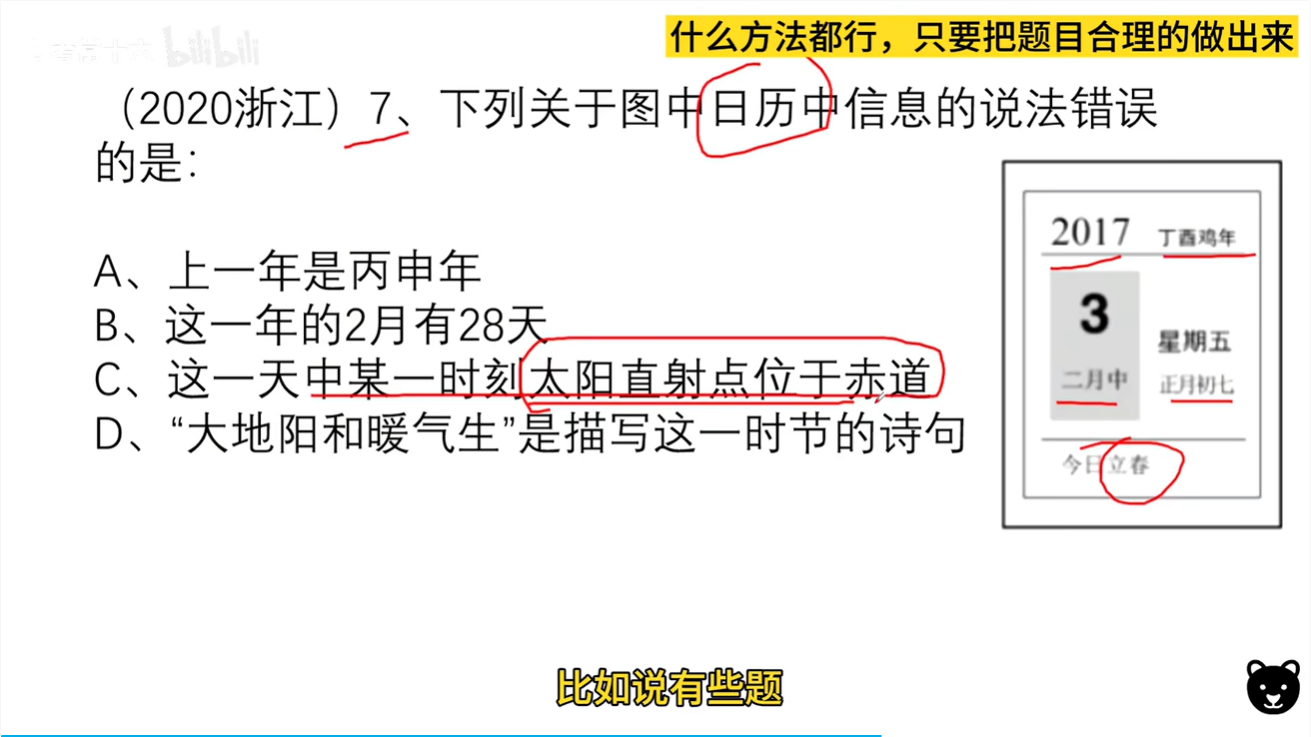 什么方法都行，只要把题目合理的做出来
bilibili
（2020浙江）7、下列关于图中日历中信息的说法错误
的是：
A、上一年是丙申年
B、这一年的2月有28天
C、这一天中某一时刻太阳直射点位于赤道
D、“大地阳和暖气生”是描写这一时节的诗句
2017 丁酉鸡年
3
星期五
二月中 正月初七
今日立春
比如说有些题